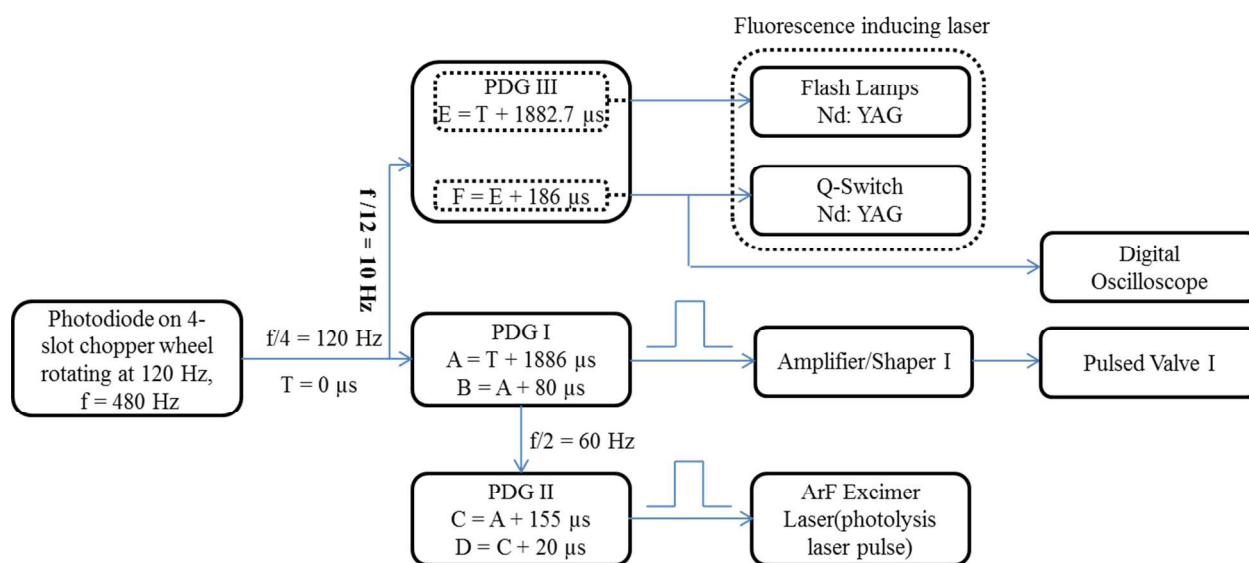 Fluorescence inducing laser
PDG III
E = T + 1882.7 µs
F = E + 186 µs
Flash Lamps
Nd: YAG
Q-Switch
Nd: YAG
Digital
Oscilloscope
f /12 = 10 Hz
Photodiode on 4-
slot chopper wheel
rotating at 120 Hz,
f = 480 Hz
f/4 = 120 Hz
T = 0 µs
PDG I
A = T + 1886 µs
B = A + 80 µs
Amplifier/Shaper I
Pulsed Valve I
f/2 = 60 Hz
PDG II
C = A + 155 µs
D = C + 20 µs
ArF Excimer
Laser(photolysis
laser pulse)